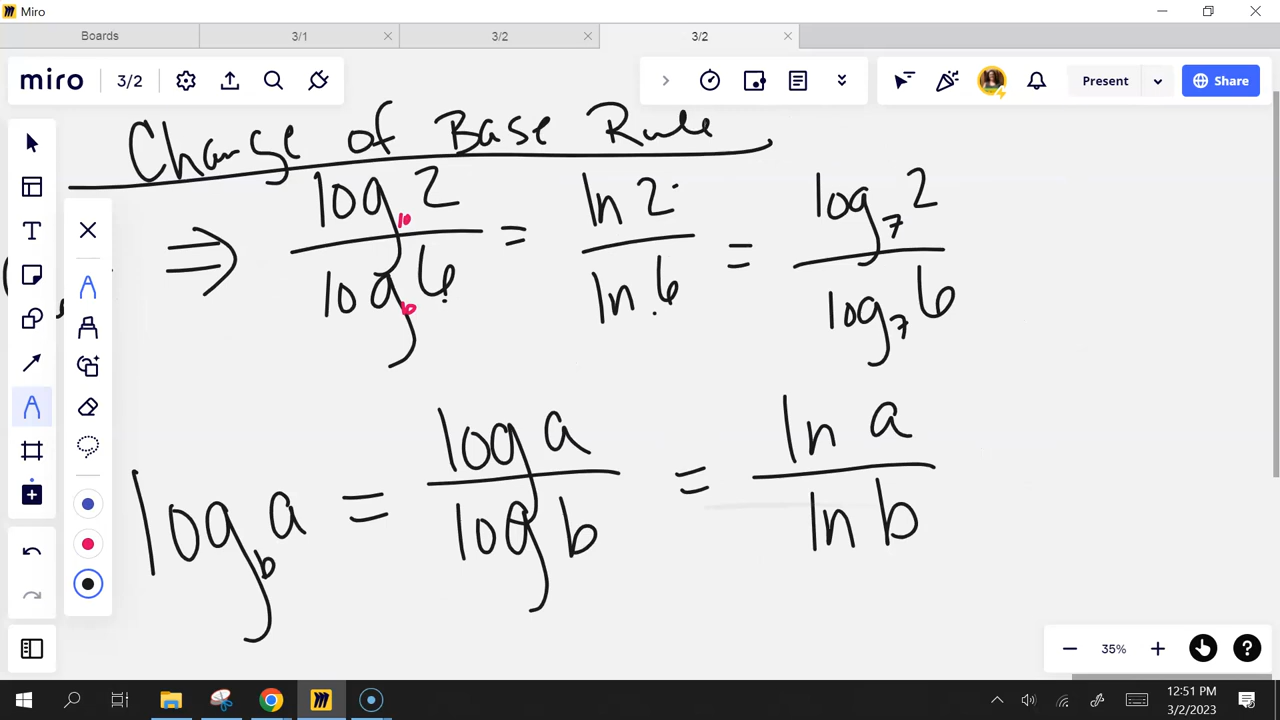 Miro
Boards 3/1 3/2 3/2
miro 3/2 Present Share
Change of Base Rule
⇒ log₁₀ 2 / log₆ 6 = ln 2 / ln 6 = log₇ 2 / log₇ 6
log_b a = log a / log b = ln a / ln b
35%
12:51 PM
3/2/2023